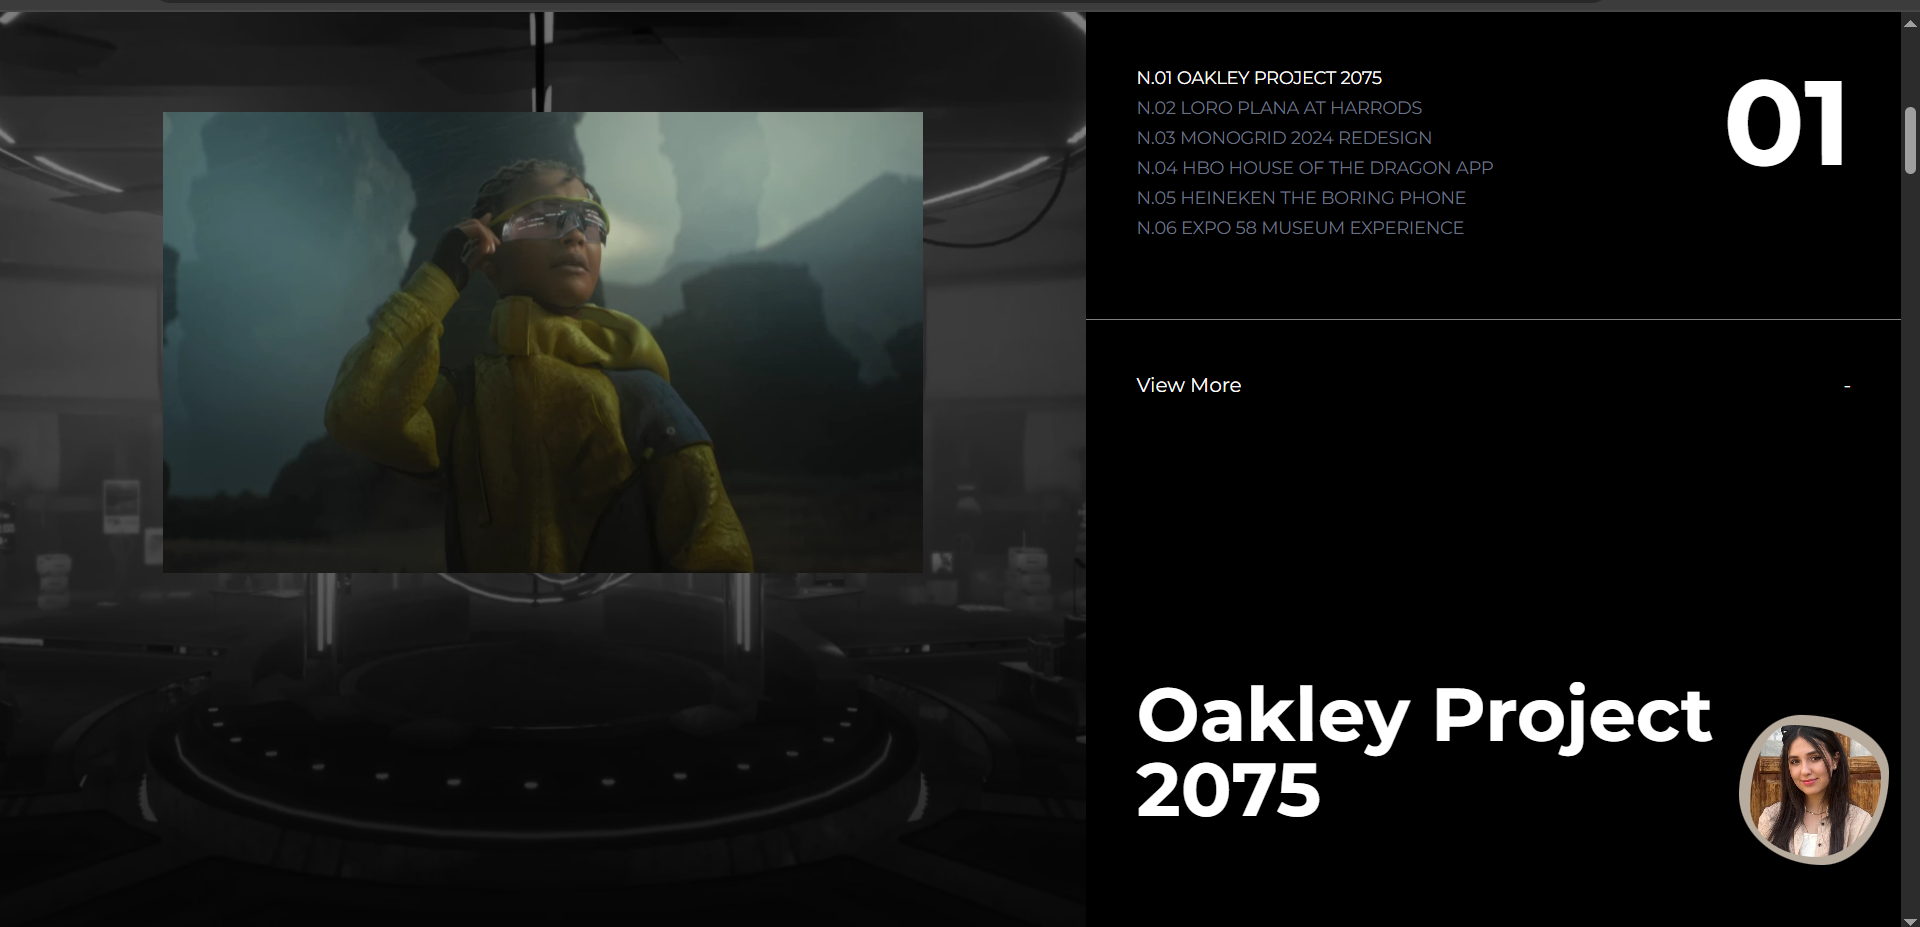 N.01 OAKLEY PROJECT 2075
N.02 LORO PLANA AT HARRODS
N.03 MONOGRID 2024 REDESIGN
N.04 HBO HOUSE OF THE DRAGON APP
N.05 HEINEKEN THE BORING PHONE
N.06 EXPO 58 MUSEUM EXPERIENCE
01
View More
-
Oakley Project
2075